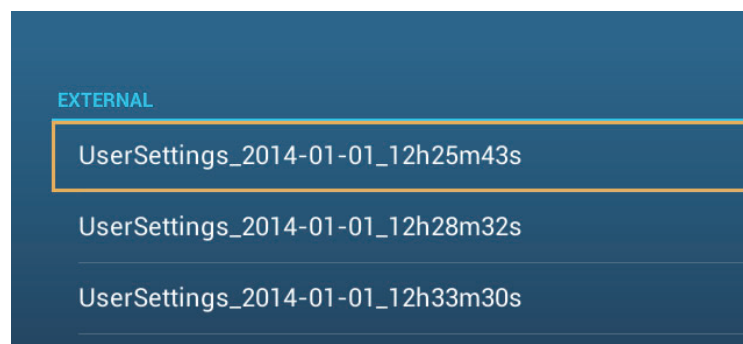 EXTERNAL
UserSettings_2014-01-01_12h25m43s
UserSettings_2014-01-01_12h28m32s
UserSettings_2014-01-01_12h33m30s